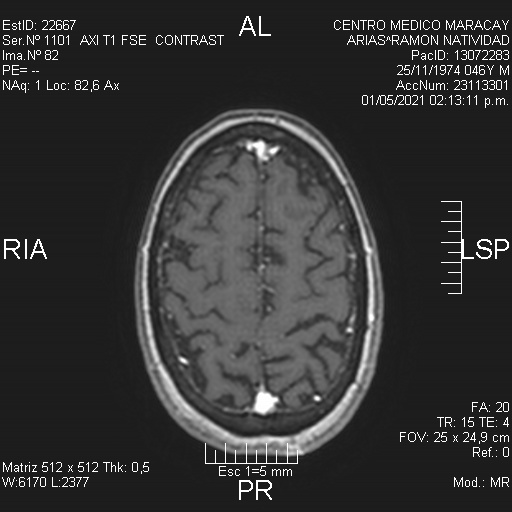 EstID: 22667
Ser.Nº 1101 AXI T1 FSE CONTRAST
Ima.Nº 82
PE= --
NAq: 1 Loc: 82,6 Ax
AL
CENTRO MEDICO MARACAY
ARIAS^RAMON NATIVIDAD
PacID: 13072283
25/11/1974 046Y M
AccNum: 23113301
01/05/2021 02:13:11 p.m.
RIA
LSP
Matriz 512 x 512 Thk: 0,5
W:6170 L:2377
Esc 1=5 mm
PR
FA: 20
TR: 15 TE: 4
FOV: 25 x 24,9 cm
Ref.: 0
Mod.: MR